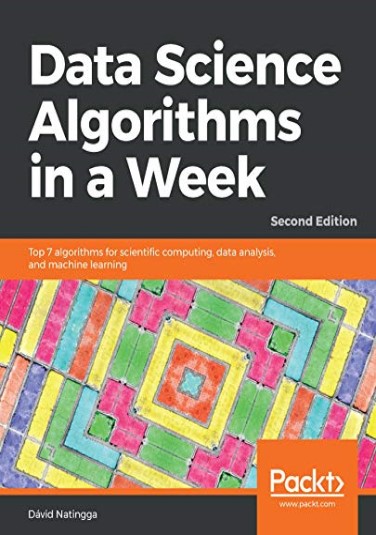 Data Science
Algorithms
in a Week
Second Edition
Top 7 algorithms for scientific computing, data analysis,
and machine learning
Packt>
www.packt.com
Dávid Natingga